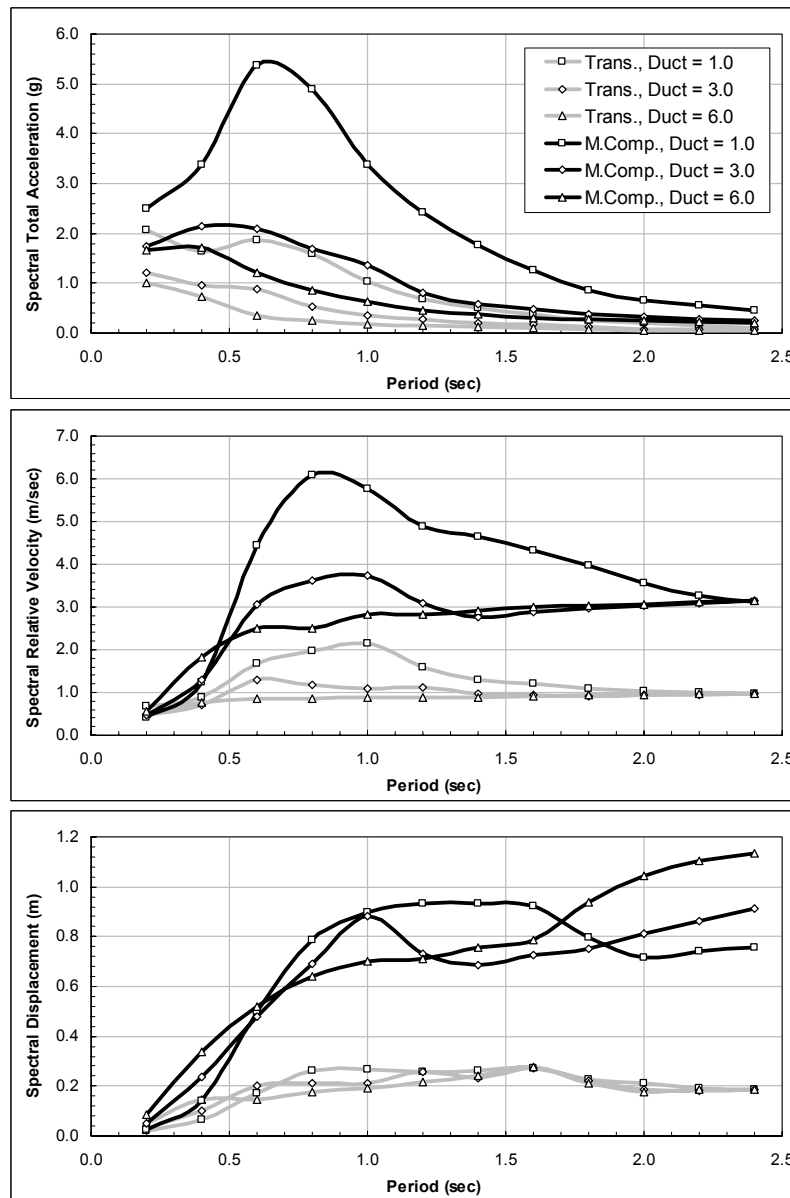 6.0
5.0
4.0
3.0
2.0
1.0
0.0
Spectral Total Acceleration (g)
Trans., Duct = 1.0
Trans., Duct = 3.0
Trans., Duct = 6.0
M.Comp., Duct = 1.0
M.Comp., Duct = 3.0
M.Comp., Duct = 6.0
0.0 0.5 1.0 1.5 2.0 2.5
Period (sec)
7.0
6.0
5.0
4.0
3.0
2.0
1.0
0.0
Spectral Relative Velocity (m/sec)
0.0 0.5 1.0 1.5 2.0 2.5
Period (sec)
1.2
1.0
0.8
0.6
0.4
0.2
0.0
Spectral Displacement (m)
0.0 0.5 1.0 1.5 2.0 2.5
Period (sec)